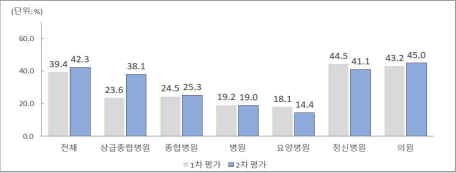 (단위: %)
60.0
40.0
20.0
0.0
39.4 42.3 23.6 38.1 24.5 25.3 19.2 19.0 18.1 14.4 44.5 41.1 43.2 45.0
전체 상급종합병원 종합병원 병원 요양병원 정신병원 의원
1차 평가 2차 평가